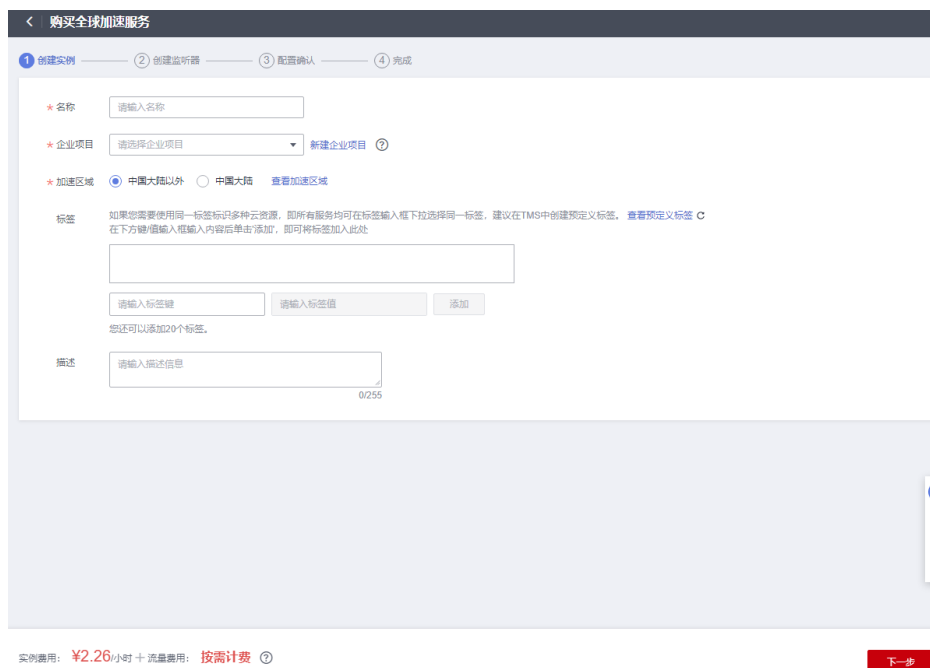 购买全球加速服务
1 创建实例 2 创建监听器 3 配置确认 4 完成
* 名称 请输入名称
* 企业项目 请选择企业项目 新建企业项目 ?
* 加速区域 中国大陆以外 中国大陆 查看加速区域
标签 如果您需要使用同一标签标识多种云资源，即所有服务均可在标签输入框下拉选择同一标签，建议在TMS中创建预定义标签。 查看预定义标签
在下方键/值输入框输入内容后单击'添加'，即可将标签加入此处
请输入标签键 请输入标签值 添加
您还可以添加20个标签。
描述 请输入描述信息
0/255
实例费用： ¥2.26/小时 + 流量费用： 按需计费 ?
下一步